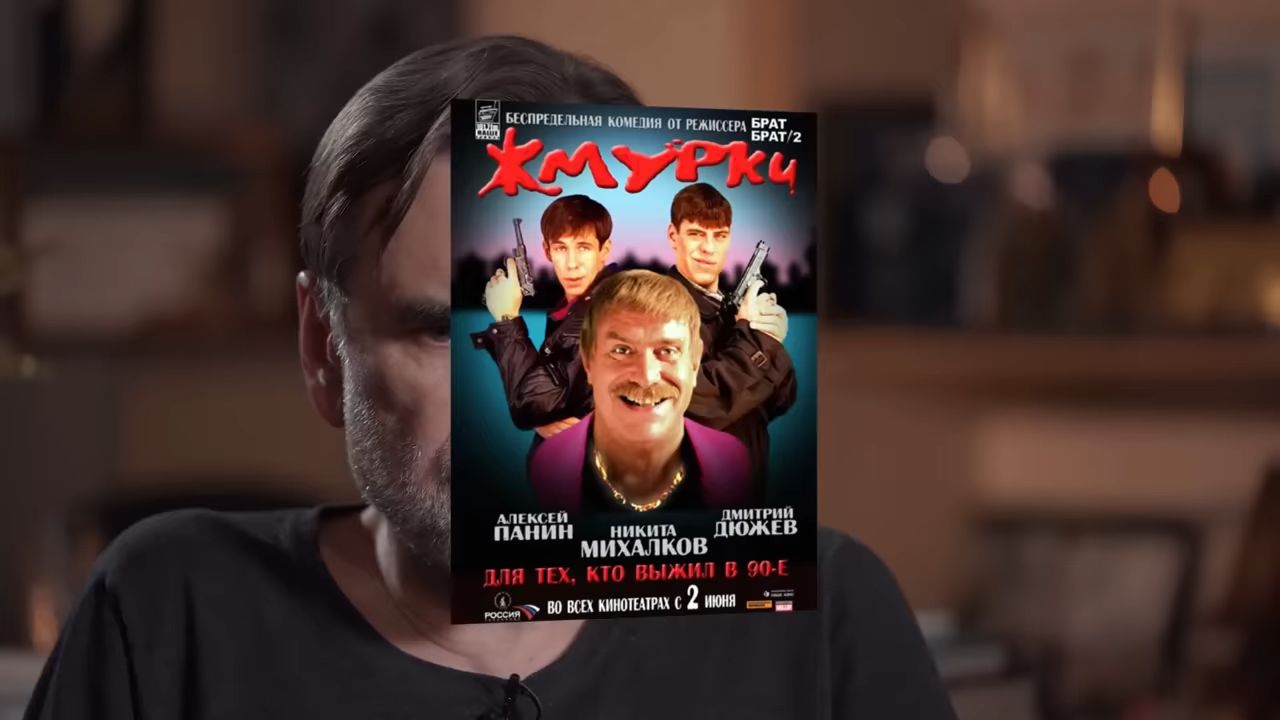 БЕСПРЕДЕЛЬНАЯ КОМЕДИЯ ОТ РЕЖИССЕРА БРАТ
БРАТ/2
ЖМУРКИ
АЛЕКСЕЙ
ПАНИН
НИКИТА
МИХАЛКОВ
ДМИТРИЙ
ДЮЖЕВ
ДЛЯ ТЕХ, КТО ВЫЖИЛ В 90-Е
РОССИЯ
ВО ВСЕХ КИНОТЕАТРАХ С 2 ИЮНЯ